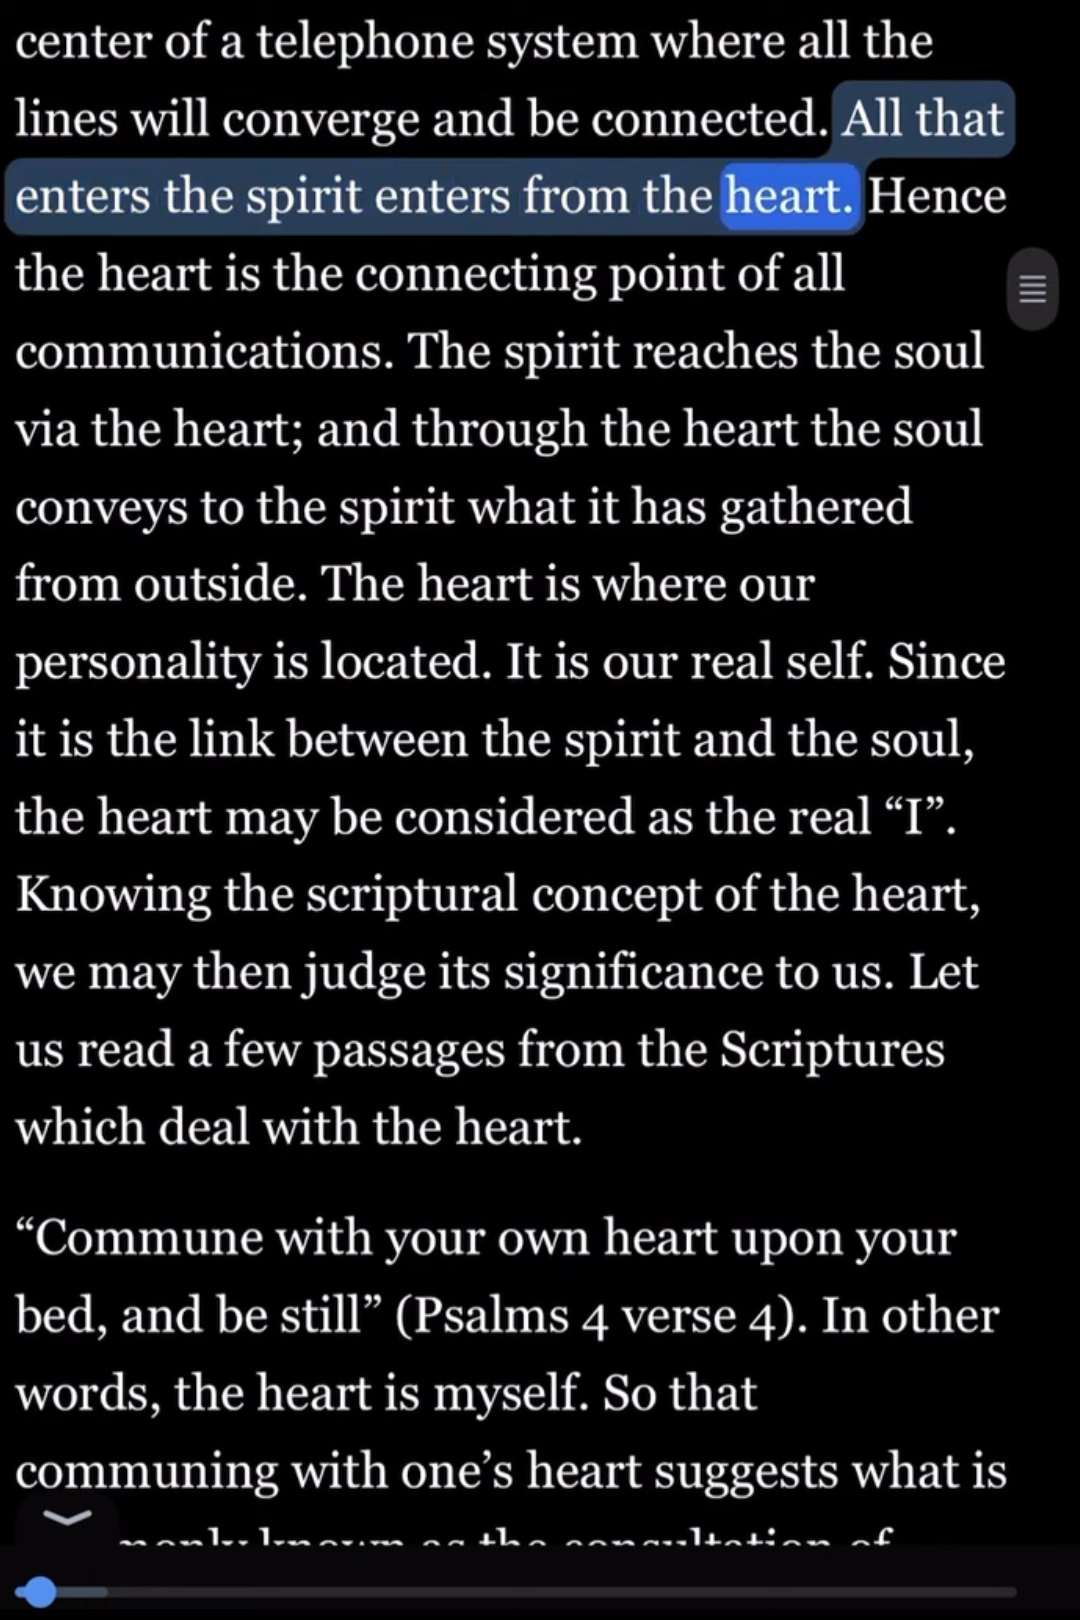 center of a telephone system where all the
lines will converge and be connected. All that
enters the spirit enters from the heart. Hence
the heart is the connecting point of all
communications. The spirit reaches the soul
via the heart; and through the heart the soul
conveys to the spirit what it has gathered
from outside. The heart is where our
personality is located. It is our real self. Since
it is the link between the spirit and the soul,
the heart may be considered as the real “I”.
Knowing the scriptural concept of the heart,
we may then judge its significance to us. Let
us read a few passages from the Scriptures
which deal with the heart.
“Commune with your own heart upon your
bed, and be still” (Psalms 4 verse 4). In other
words, the heart is myself. So that
communing with one’s heart suggests what is
known as the consultation of